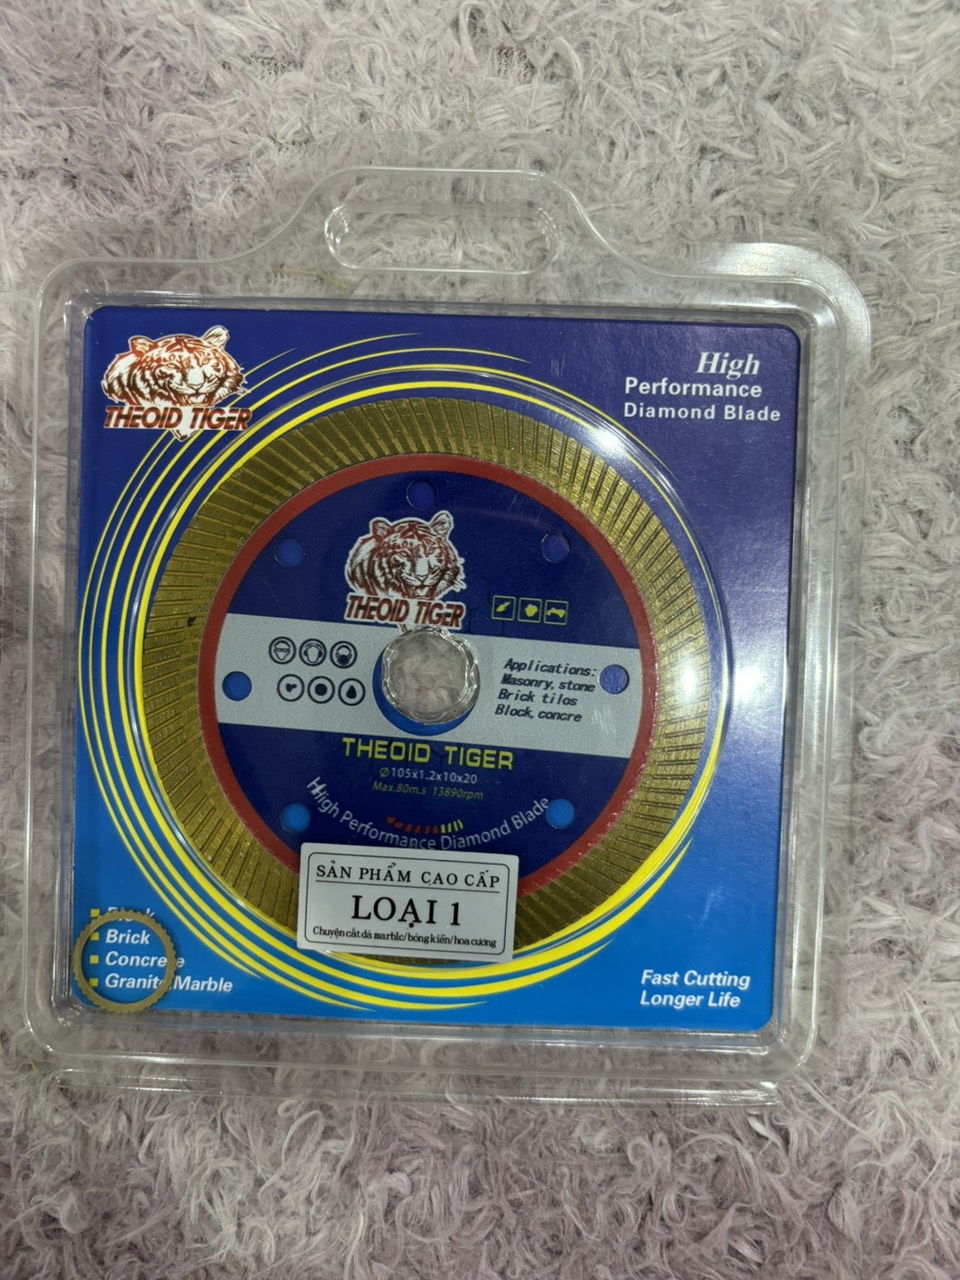 THEOID TIGER
High
Performance
Diamond Blade
THEOID TIGER
Applications:
Masonry, stone
Brick tilos
Block, concre
THEOID TIGER
Ø105x1.2x10x20
Max.80m.s 13890rpm
High Performance Diamond Blade
SẢN PHẨM CAO CẤP
LOẠI 1
Chuyện cắt đá marblc/bóng kiến/hoa cương
Brick
Concrete
Granite Marble
Fast Cutting
Longer Life